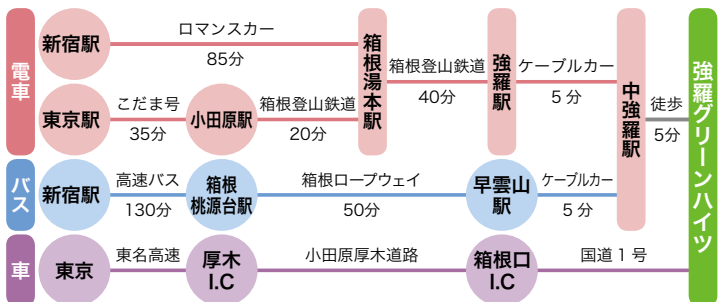 電車
新宿駅
ロマンスカー
85分
箱根湯本駅
箱根登山鉄道
40分
強羅駅
ケーブルカー
5分
中強羅駅
徒歩
5分
強羅グリーンハイツ
東京駅
こだま号
35分
小田原駅
箱根登山鉄道
20分
バス
新宿駅
高速バス
130分
箱根
桃源台駅
箱根ロープウェイ
50分
早雲山
駅
ケーブルカー
5分
車
東京
東名高速
厚木
I.C
小田原厚木道路
箱根口
I.C
国道1号